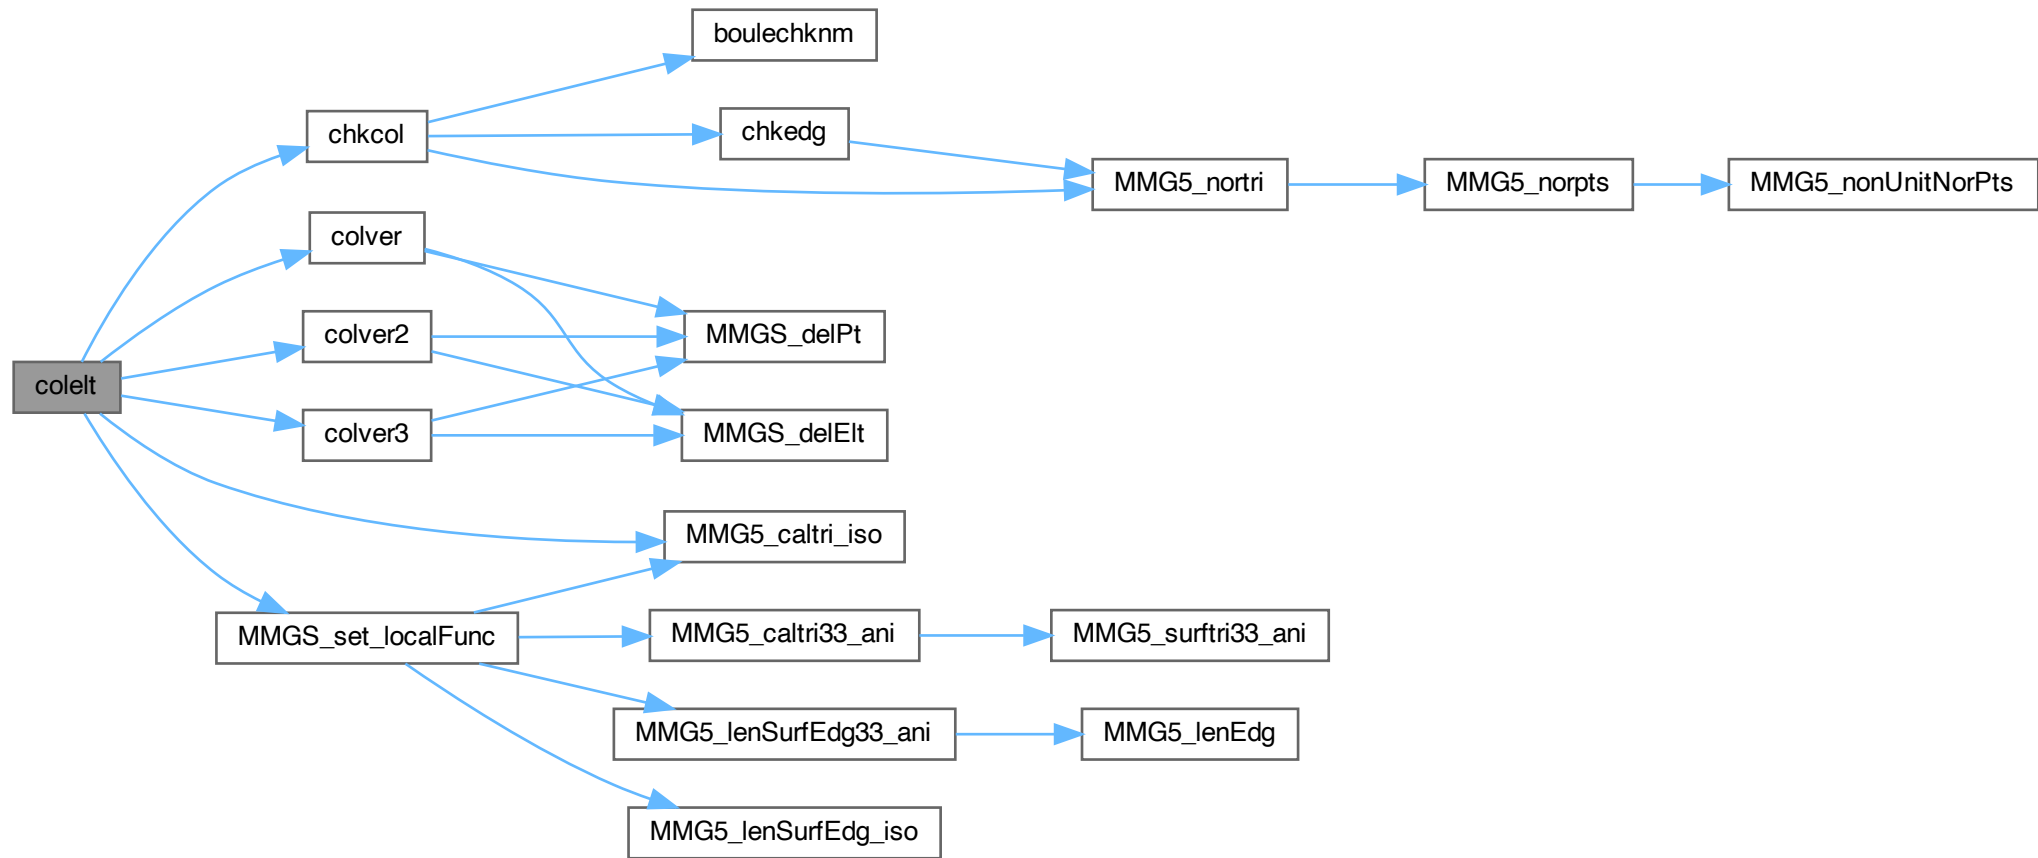 boulechknm
chkcol
chkedg
MMG5_nortri
MMG5_norpts
MMG5_nonUnitNorPts
colver
colver2
MMGS_delPt
colelt
colver3
MMGS_delElt
MMG5_caltri_iso
MMGS_set_localFunc
MMG5_caltri33_ani
MMG5_surftri33_ani
MMG5_lenSurfEdg33_ani
MMG5_lenEdg
MMG5_lenSurfEdg_iso